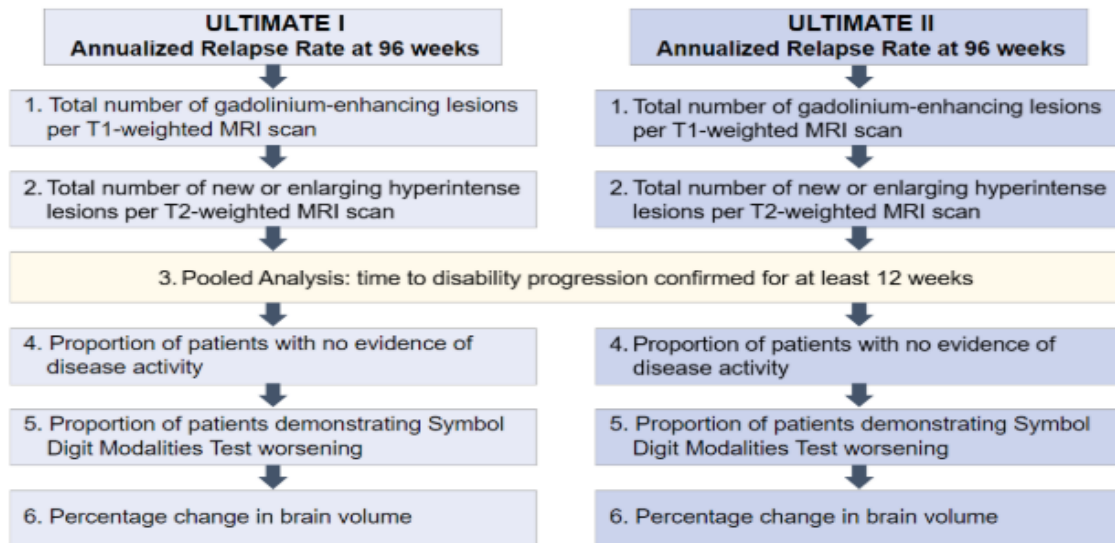 ULTIMATE I
Annualized Relapse Rate at 96 weeks
1. Total number of gadolinium-enhancing lesions
per T1-weighted MRI scan
2. Total number of new or enlarging hyperintense
lesions per T2-weighted MRI scan
ULTIMATE II
Annualized Relapse Rate at 96 weeks
1. Total number of gadolinium-enhancing lesions
per T1-weighted MRI scan
2. Total number of new or enlarging hyperintense
lesions per T2-weighted MRI scan
3. Pooled Analysis: time to disability progression confirmed for at least 12 weeks
4. Proportion of patients with no evidence of
disease activity
5. Proportion of patients demonstrating Symbol
Digit Modalities Test worsening
6. Percentage change in brain volume
4. Proportion of patients with no evidence of
disease activity
5. Proportion of patients demonstrating Symbol
Digit Modalities Test worsening
6. Percentage change in brain volume